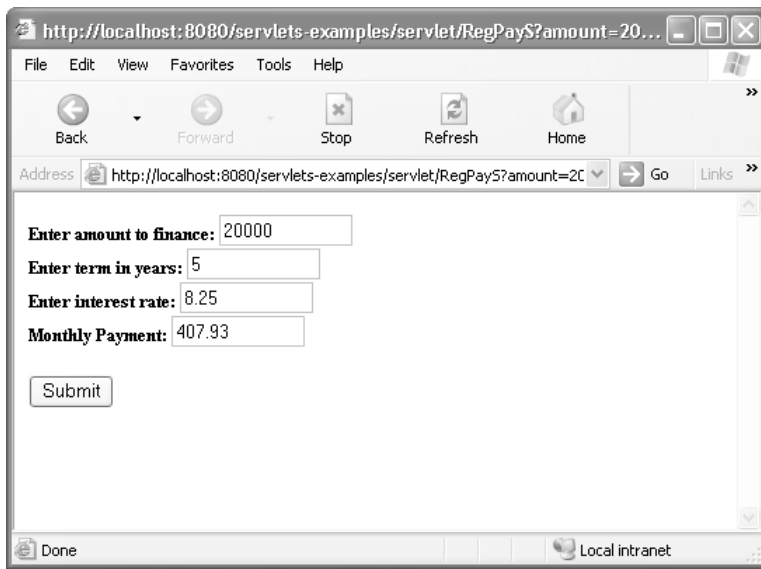 http://localhost:8080/servlets-examples/servlet/RegPayS?amount=20...
File Edit View Favorites Tools Help
»
Back Forward Stop Refresh Home
Address http://localhost:8080/servlets-examples/servlet/RegPayS?amount=20 Go Links »
Enter amount to finance: 20000
Enter term in years: 5
Enter interest rate: 8.25
Monthly Payment: 407.93
Submit
Done Local intranet